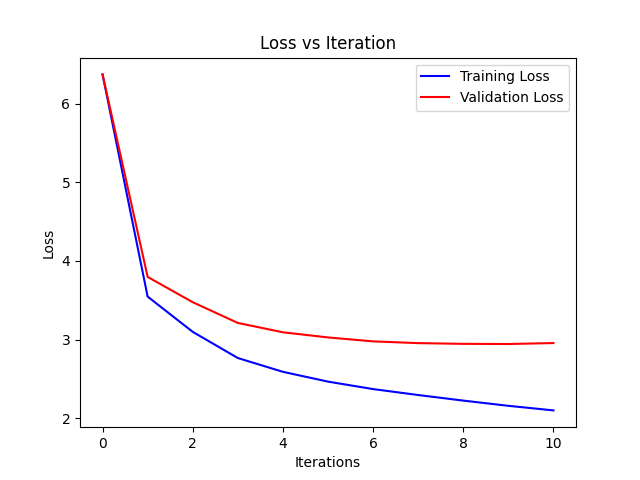 Loss vs Iteration
Training Loss
Validation Loss
6
5
4
3
2
Loss
0 2 4 6 8 10
Iterations